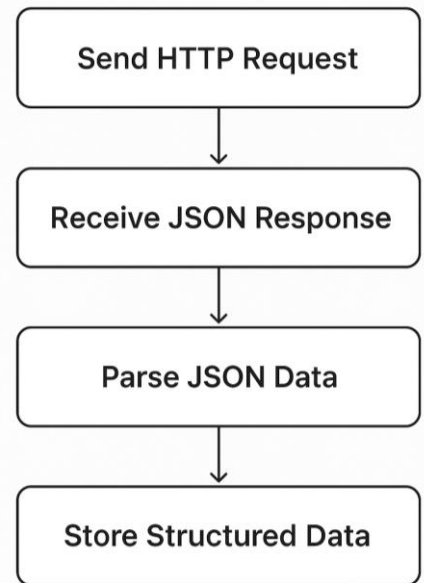 Send HTTP Request
Receive JSON Response
Parse JSON Data
Store Structured Data